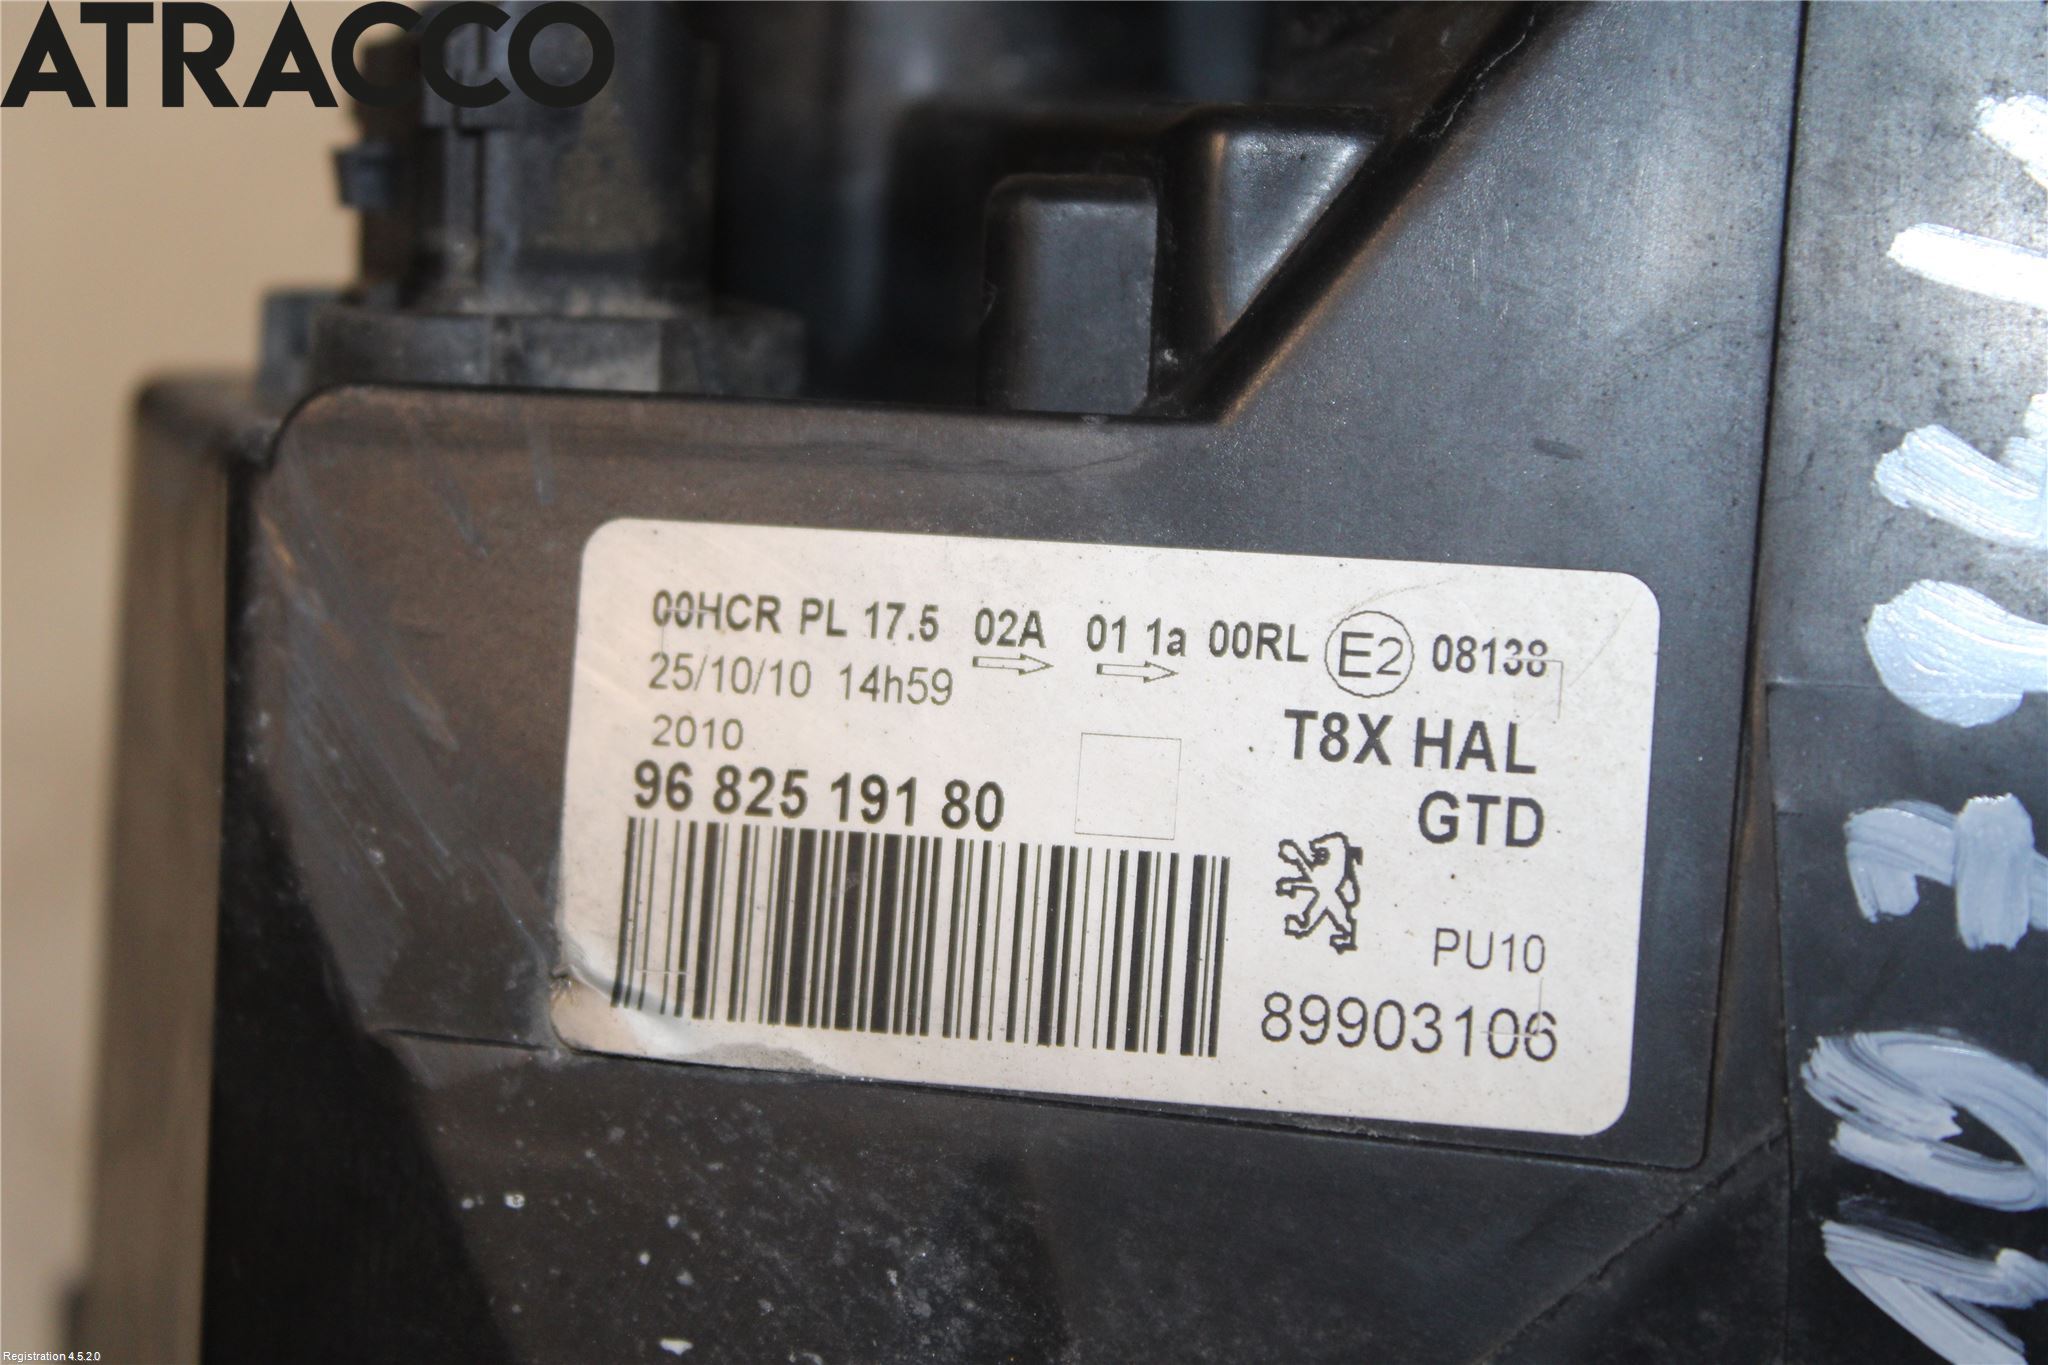 ATRACCO
00HCR PL 17.5 02A 01 1a 00RL E2 08138
25/10/10 14h59
2010
T8X HAL
96 825 191 80
GTD
PU10
89903106
Registration 4.5.2.0